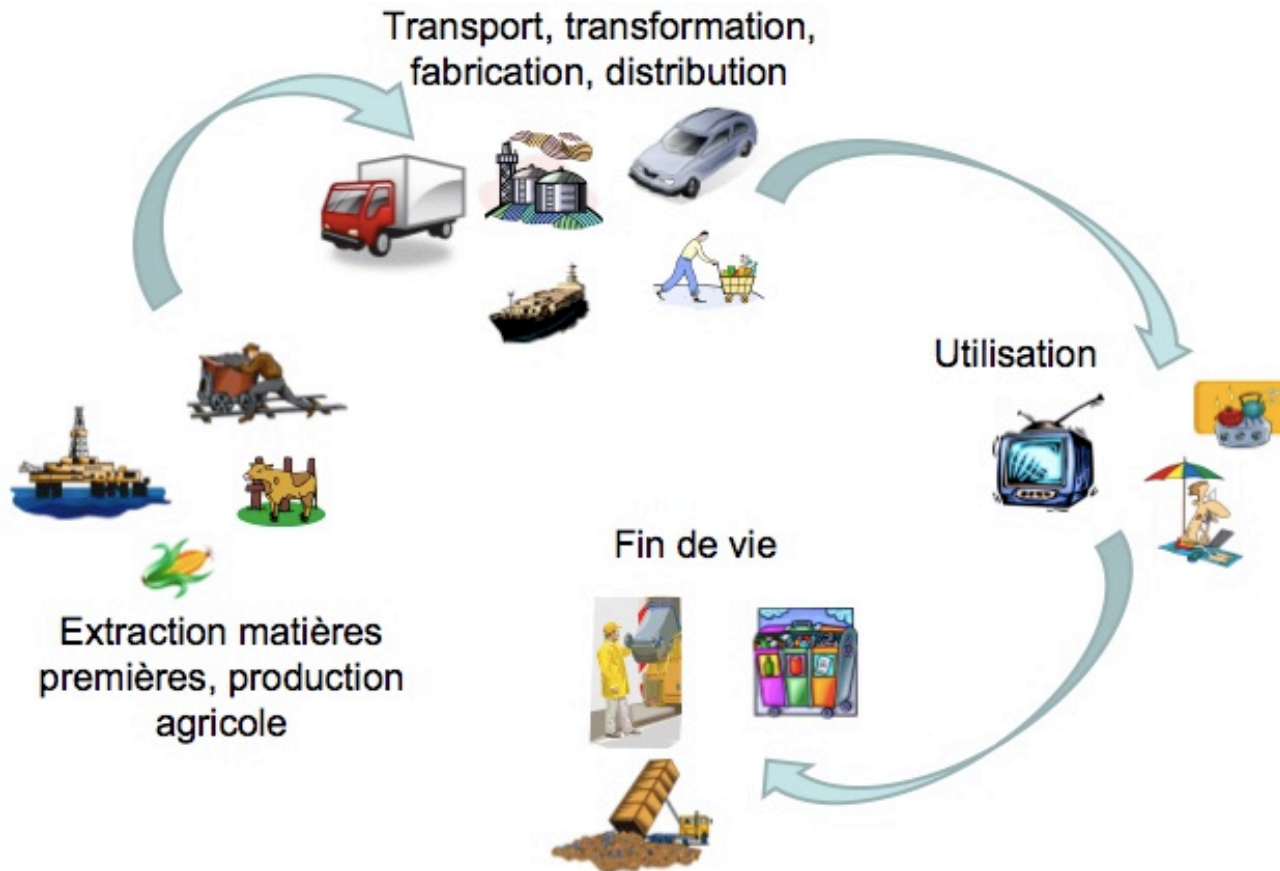 Transport, transformation,
fabrication, distribution
Utilisation
Fin de vie
Extraction matières
premières, production
agricole